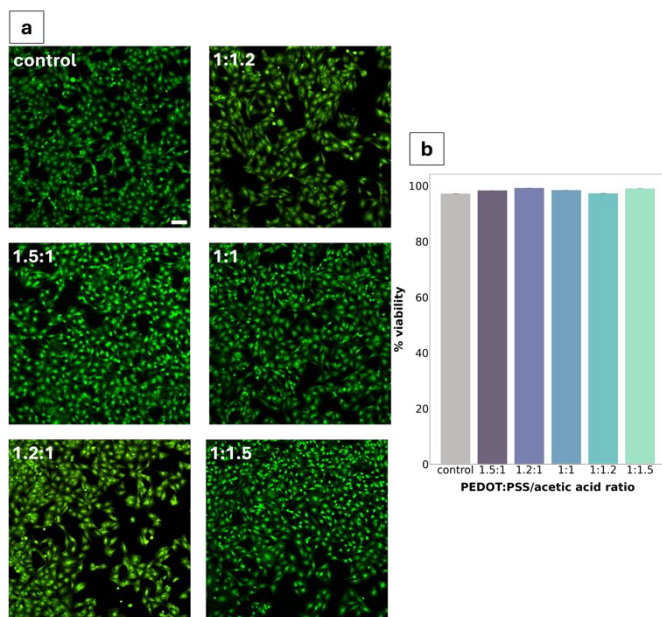 a
control
1:1.2
1.5:1
1:1
1.2:1
1:1.5
b
% viability
100
80
60
40
20
0
control 1.5:1 1.2:1 1:1 1:1.2 1:1.5
PEDOT:PSS/acetic acid ratio